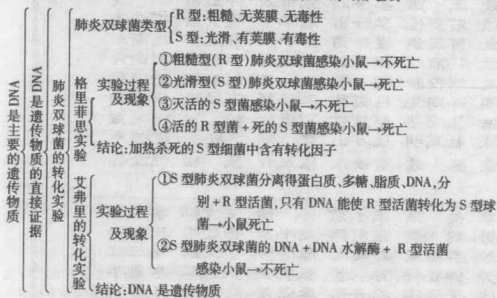 DNA是主要的遗传物质
DNA是遗传物质的直接证据
肺炎双球菌的转化实验
肺炎双球菌类型
R型:粗糙、无荚膜、无毒性
S型:光滑、有荚膜、有毒性
格里菲思实验
实验过程及现象
①粗糙型(R型)肺炎双球菌感染小鼠→不死亡
②光滑型(S型)肺炎双球菌感染小鼠→死亡
③灭活的S型菌感染小鼠→不死亡
④活的R型菌+死的S型菌感染小鼠→死亡
结论:加热杀死的S型细菌中含有转化因子
艾弗里的转化实验
实验过程及现象
①S型肺炎双球菌分离得蛋白质、多糖、脂质、DNA,分
别+R型活菌,只有DNA能使R型活菌转化为S型球
菌→小鼠死亡
②S型肺炎双球菌的DNA+DNA水解酶+R型活菌
感染小鼠→不死亡
结论:DNA是遗传物质